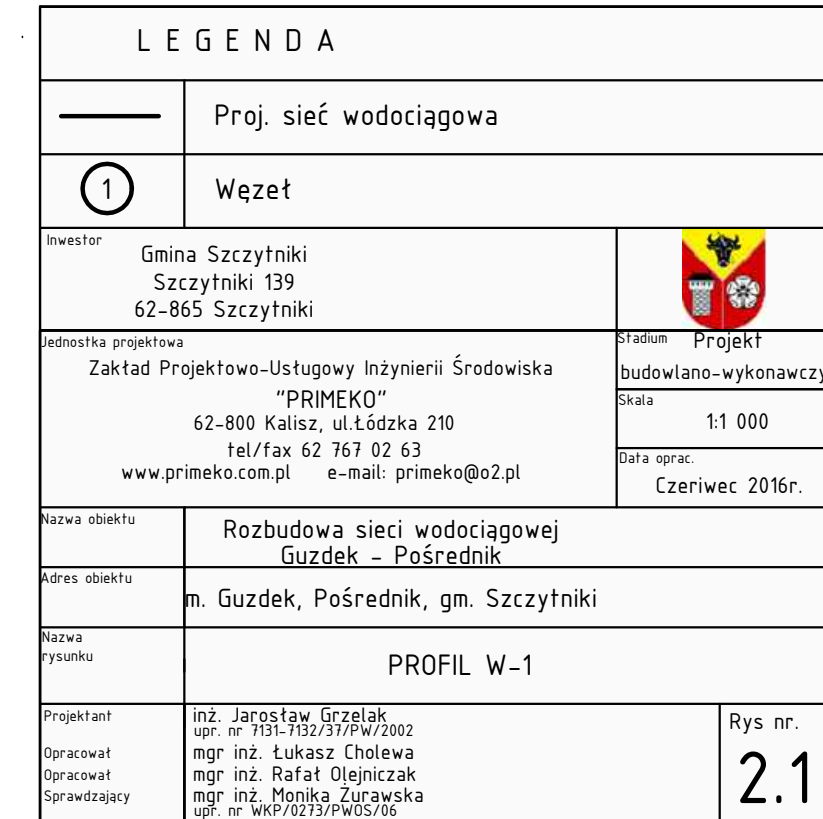 LEGENDA
Proj. sieć wodociągowa
1
Węzeł
Inwestor
Gmina Szczytniki
Szczytniki 139
62-865 Szczytniki
Jednostka projektowa
Zakład Projektowo-Usługowy Inżynierii Środowiska
"PRIMEKO"
62-800 Kalisz, ul.Łódzka 210
tel/fax 62 767 02 63
www.primeko.com.pl e-mail: primeko@o2.pl
Stadium Projekt
budowlano-wykonawczy
Skala
1:1 000
Data oprac.
Czeriwec 2016r.
Nazwa obiektu
Rozbudowa sieci wodociągowej
Guzdek - Pośrednik
Adres obiektu
m. Guzdek, Pośrednik, gm. Szczytniki
Nazwa
rysunku
PROFIL W-1
Projektant
inż. Jarosław Grzelak
upr. nr 7131-7132/37/PW/2002
Opracował
mgr inż. Łukasz Cholewa
Opracował
mgr inż. Rafał Olejniczak
Sprawdzający
mgr inż. Monika Żurawska
upr. nr WKP/0273/PWOS/06
Rys nr.
2.1